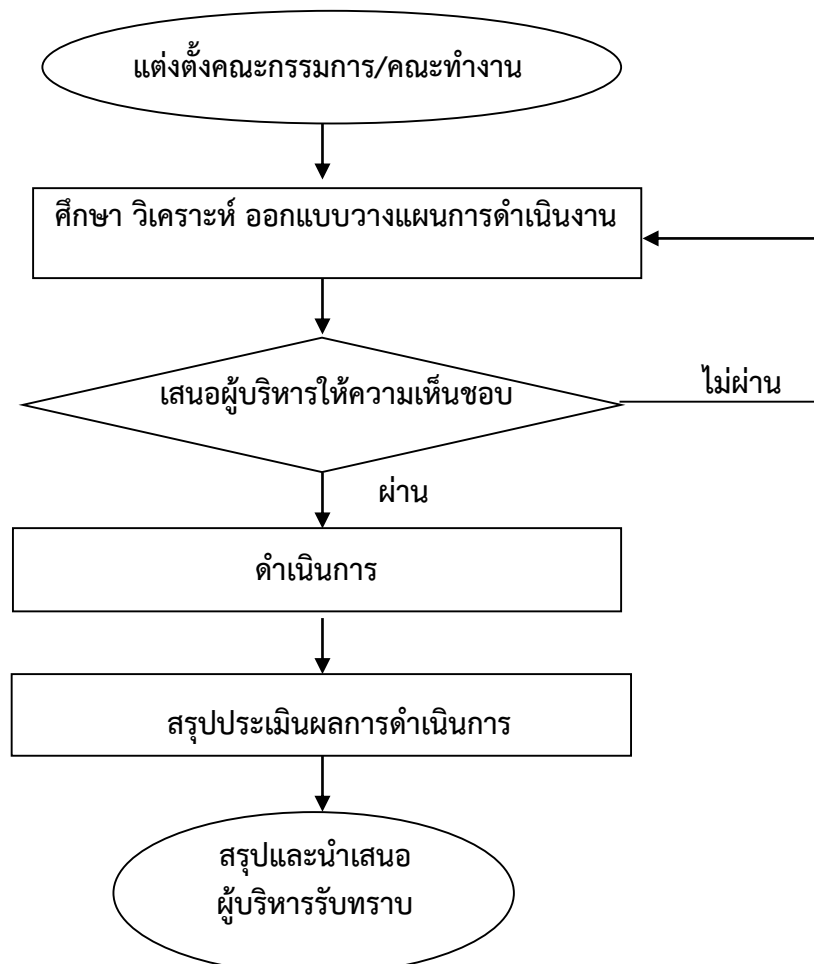 แต่งตั้งคณะกรรมการ/คณะทำงาน
ศึกษา วิเคราะห์ ออกแบบวางแผนการดำเนินงาน
เสนอผู้บริหารให้ความเห็นชอบ
ไม่ผ่าน
ผ่าน
ดำเนินการ
สรุปประเมินผลการดำเนินการ
สรุปและนำเสนอ
ผู้บริหารรับทราบ